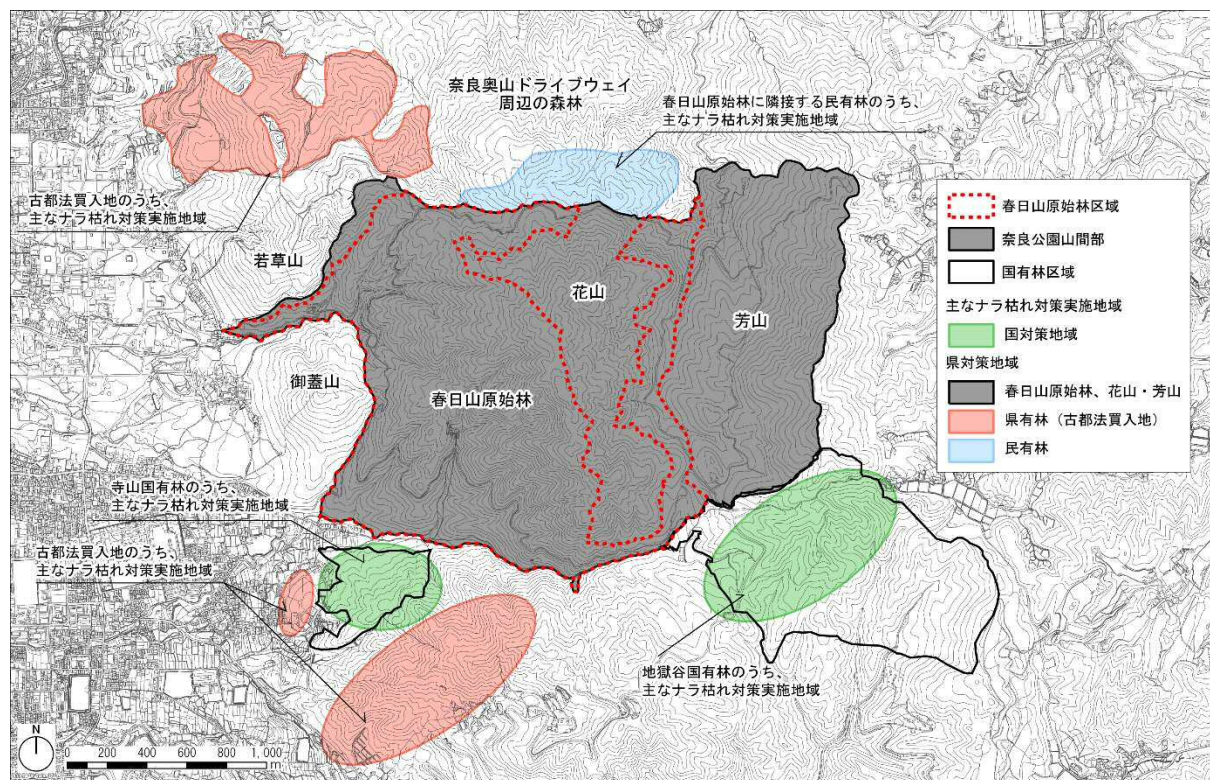 奈良奥山ドライブウェイ
周辺の森林
春日山原始林に隣接する民有林のうち、
主なナラ枯れ対策実施地域
古都法買入地のうち、
主なナラ枯れ対策実施地域
若草山
花山
芳山
御蓋山
春日山原始林
寺山国有林のうち、
主なナラ枯れ対策実施地域
古都法買入地のうち、
主なナラ枯れ対策実施地域
地獄谷国有林のうち、
主なナラ枯れ対策実施地域
春日山原始林区域
奈良公園山間部
国有林区域
主なナラ枯れ対策実施地域
国対策地域
県対策地域
春日山原始林、花山・芳山
県有林（古都法買入地）
民有林
N
0 200 400 600 800 1,000
m